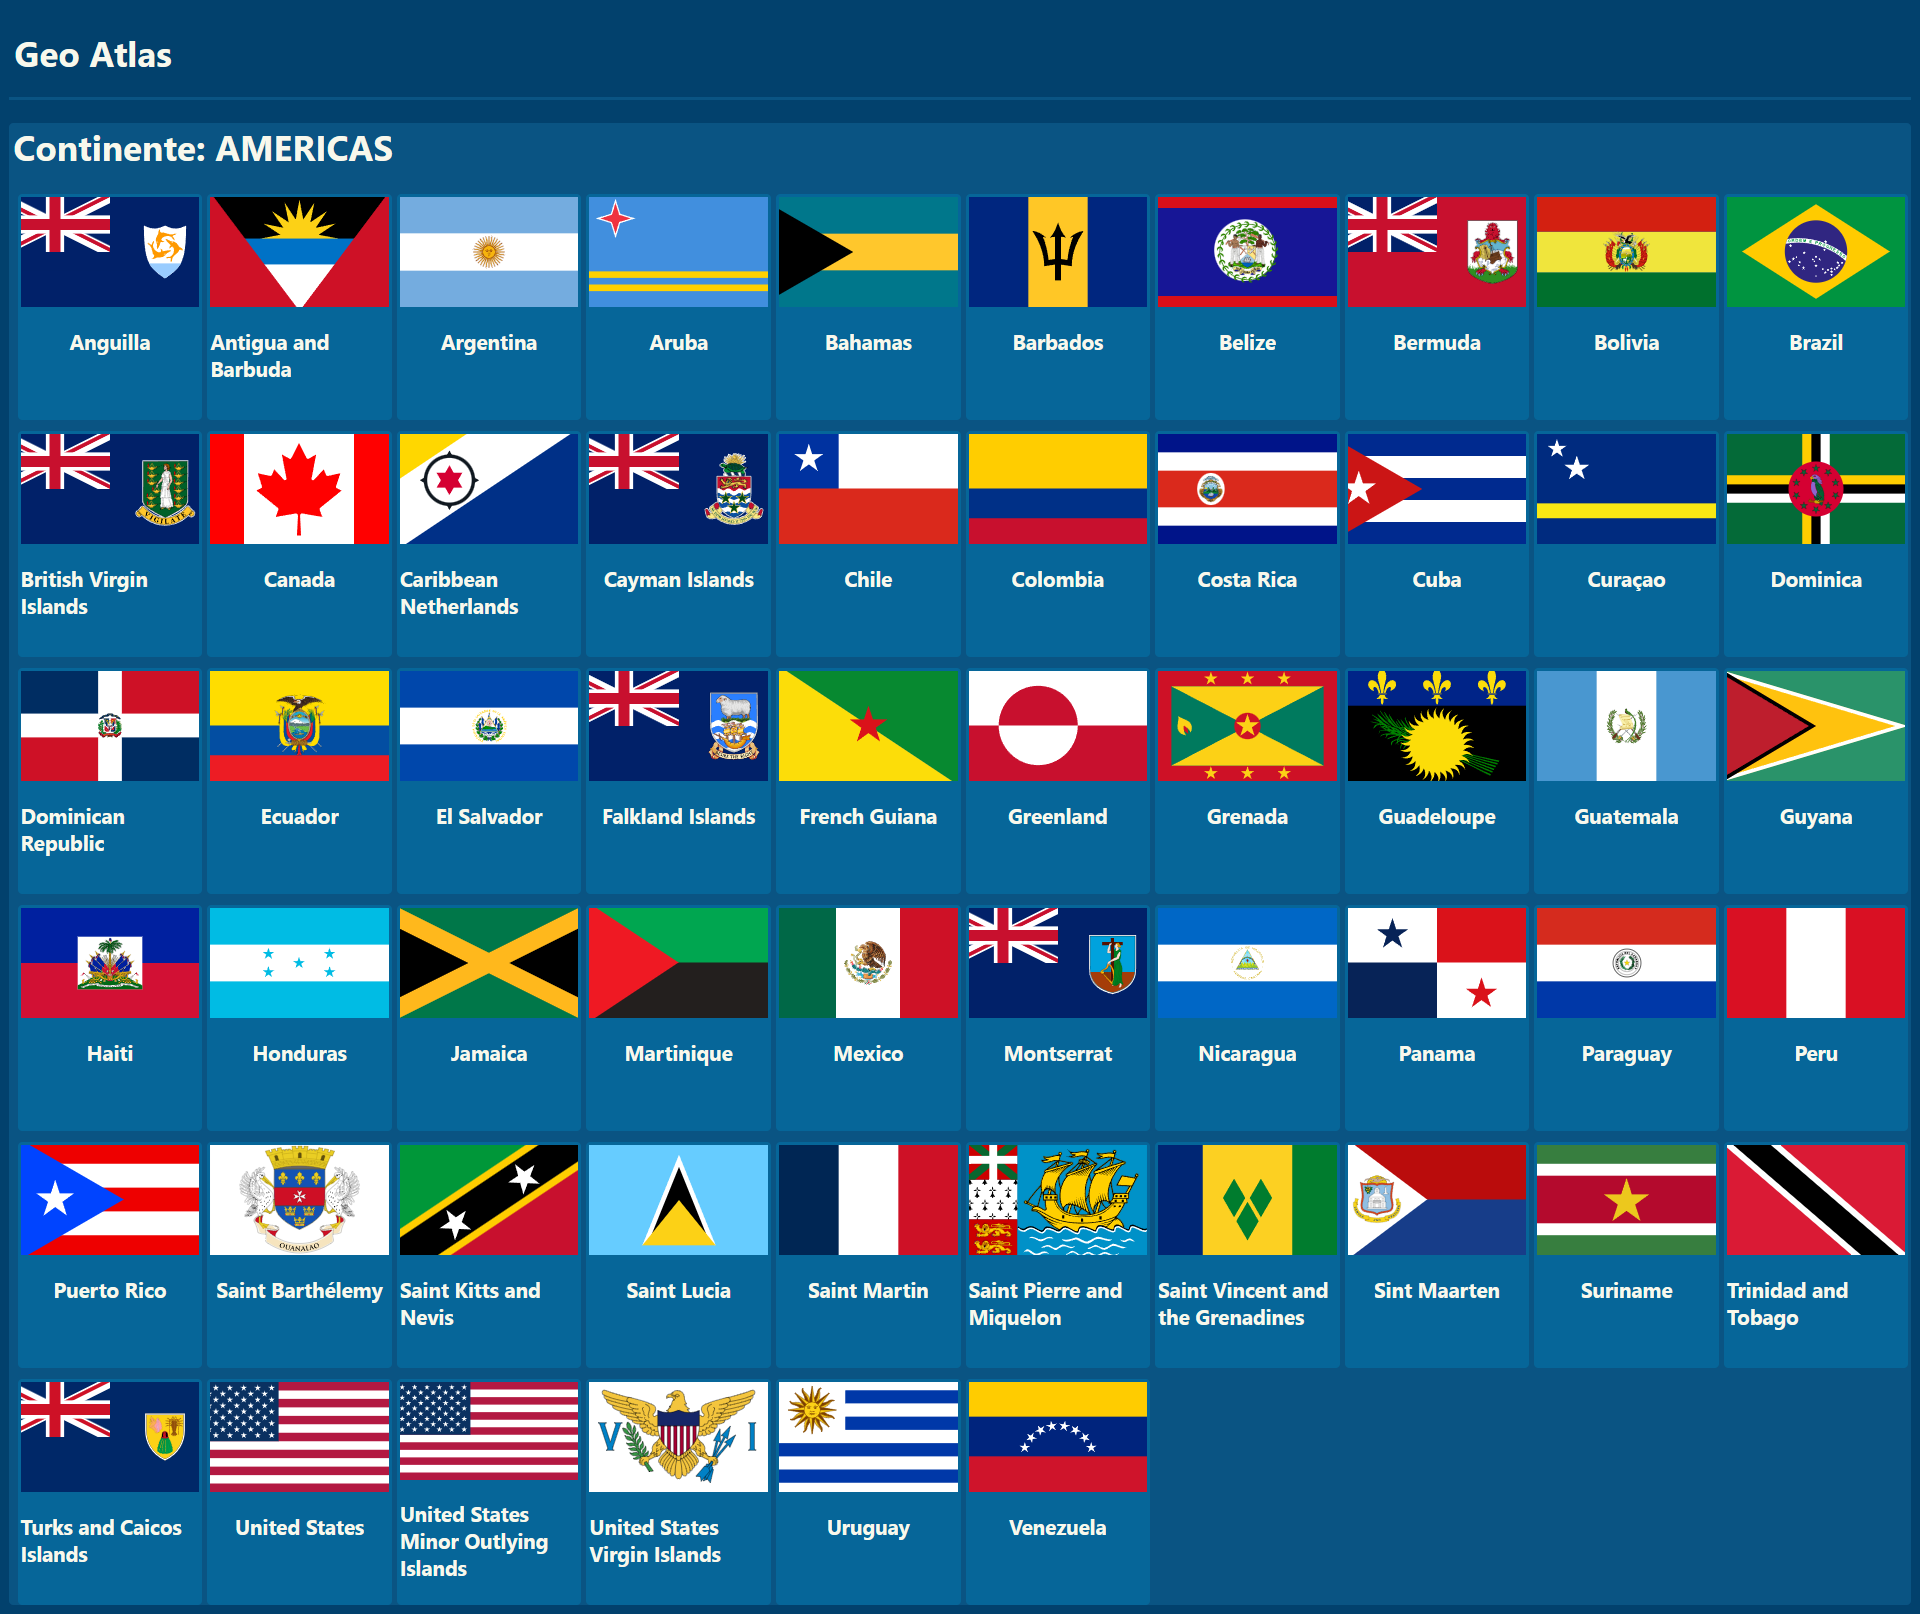 Geo Atlas
Continente: AMERICAS
Anguilla
Antigua and
Barbuda
Argentina
Aruba
Bahamas
Barbados
Belize
Bermuda
Bolivia
Brazil
VIGILATE
British Virgin
Islands
Canada
Caribbean
Netherlands
Cayman Islands
Chile
Colombia
Costa Rica
Cuba
Curaçao
Dominica
Dominican
Republic
Ecuador
El Salvador
Falkland Islands
French Guiana
Greenland
Grenada
Guadeloupe
Guatemala
Guyana
Haiti
Honduras
Jamaica
Martinique
Mexico
Montserrat
Nicaragua
Panama
Paraguay
Peru
OUANALAO
Puerto Rico
Saint Barthélemy
Saint Kitts and
Nevis
Saint Lucia
Saint Martin
Saint Pierre and
Miquelon
Saint Vincent and
the Grenadines
Sint Maarten
Suriname
Trinidad and
Tobago
V I
Turks and Caicos
Islands
United States
United States
Minor Outlying
Islands
United States
Virgin Islands
Uruguay
Venezuela